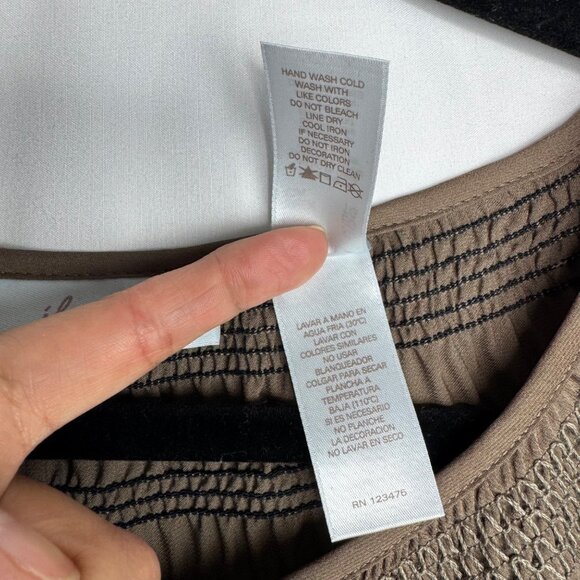 HAND WASH COLD
WASH WITH
LIKE COLORS
DO NOT BLEACH
LINE DRY
COOL IRON
IF NECESSARY
DO NOT IRON
DECORATION
DO NOT DRY CLEAN
LAVAR A MANO EN
AGUA FRIA (30°C)
LAVAR CON
COLORES SIMILARES
NO USAR
BLANQUEADOR
COLGAR PARA SECAR
PLANCHA A
TEMPERATURA
BAJA (110°C)
SI ES NECESARIO
NO PLANCHE
LA DECORACION
NO LAVAR EN SECO
RN 123475